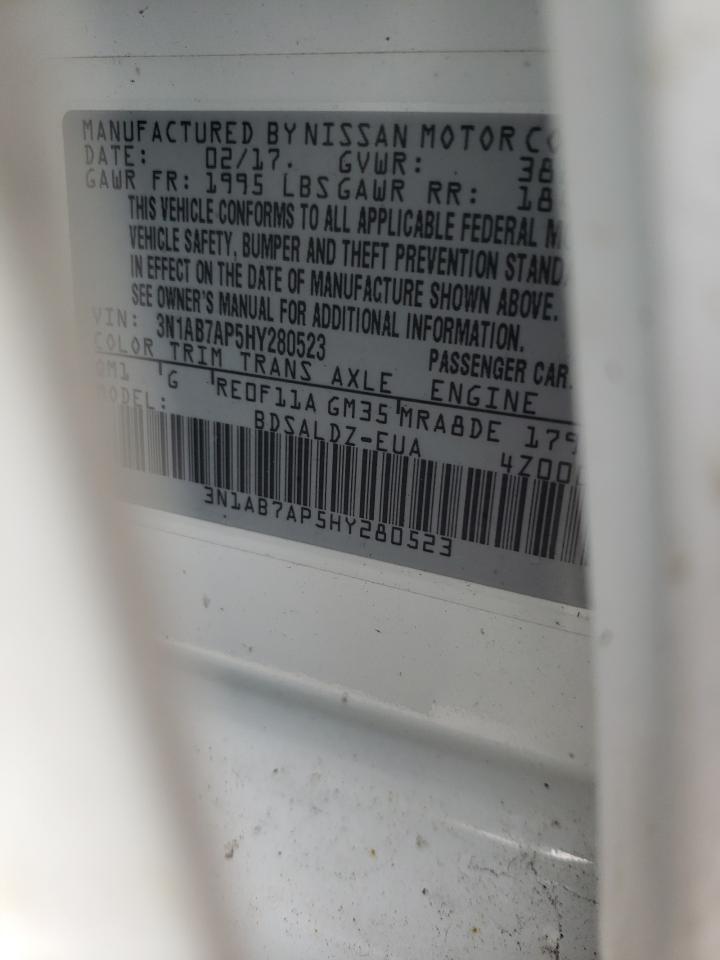 MANUFACTURED BY NISSAN MOTOR CO
DATE: 02/17. GVWR: 38
GAWR FR: 1995 LBS GAWR RR: 18
THIS VEHICLE CONFORMS TO ALL APPLICABLE FEDERAL M
VEHICLE SAFETY, BUMPER AND THEFT PREVENTION STANDA
IN EFFECT ON THE DATE OF MANUFACTURE SHOWN ABOVE.
SEE OWNER'S MANUAL FOR ADDITIONAL INFORMATION.
VIN: 3N1AB7AP5HY280523 PASSENGER CAR
COLOR TRIM TRANS AXLE ENGINE
QM1 G RE0F11A GM35 MRA8DE 179
MODEL: BDSALDZ-EUA 4Z00
3N1AB7AP5HY280523